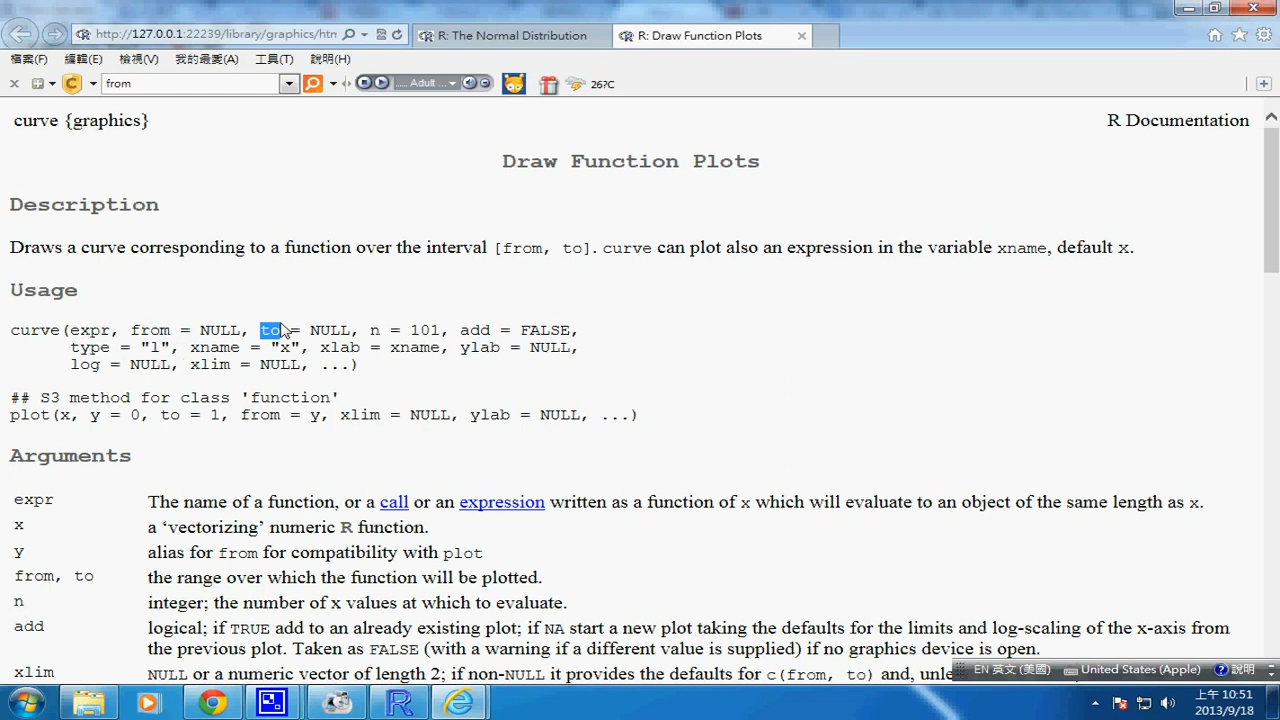 http://127.0.0.1:22239/library/graphics/htn
R: The Normal Distribution
R: Draw Function Plots
檔案(F) 編輯(E) 檢視(V) 我的最愛(A) 工具(T) 說明(H)
from
..... Adult ...
26?C
curve {graphics}
R Documentation
Draw Function Plots
Description
Draws a curve corresponding to a function over the interval [from, to]. curve can plot also an expression in the variable xname, default x.
Usage
curve(expr, from = NULL, to = NULL, n = 101, add = FALSE,
type = "l", xname = "x", xlab = xname, ylab = NULL,
log = NULL, xlim = NULL, ...)
## S3 method for class 'function'
plot(x, y = 0, to = 1, from = y, xlim = NULL, ylab = NULL, ...)
Arguments
expr The name of a function, or a call or an expression written as a function of x which will evaluate to an object of the same length as x.
x a ‘vectorizing’ numeric R function.
y alias for from for compatibility with plot
from, to the range over which the function will be plotted.
n integer; the number of x values at which to evaluate.
add logical; if TRUE add to an already existing plot; if NA start a new plot taking the defaults for the limits and log-scaling of the x-axis from
the previous plot. Taken as FALSE (with a warning if a different value is supplied) if no graphics device is open.
xlim NULL or a numeric vector of length 2; if non-NULL it provides the defaults for c(from, to) and, unle
EN 英文 (美國) United States (Apple) 說明
上午 10:51
2013/9/18